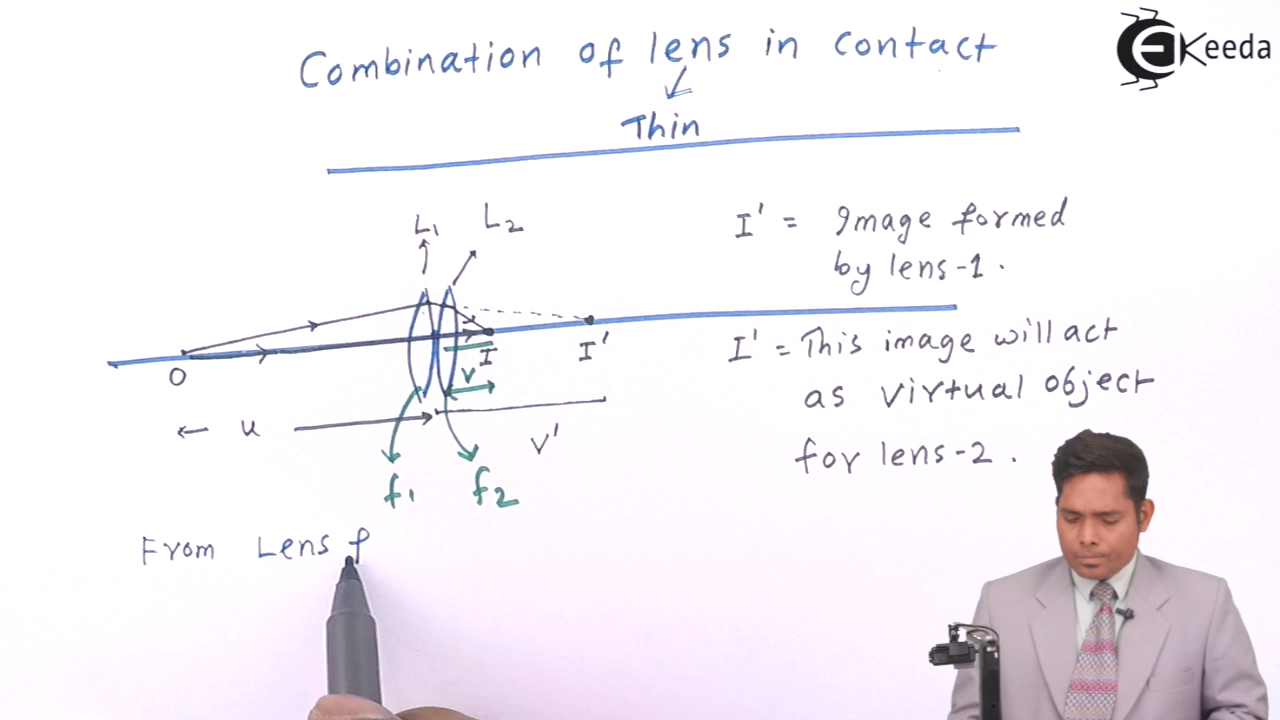 Combination of lens in contact
Thin
EKeeda
L1
L2
I' = Image formed
by lens-1.
O
I
I'
I' = This image will act
as virtual object
for lens-2.
v
u
v'
f1
f2
From Lens f